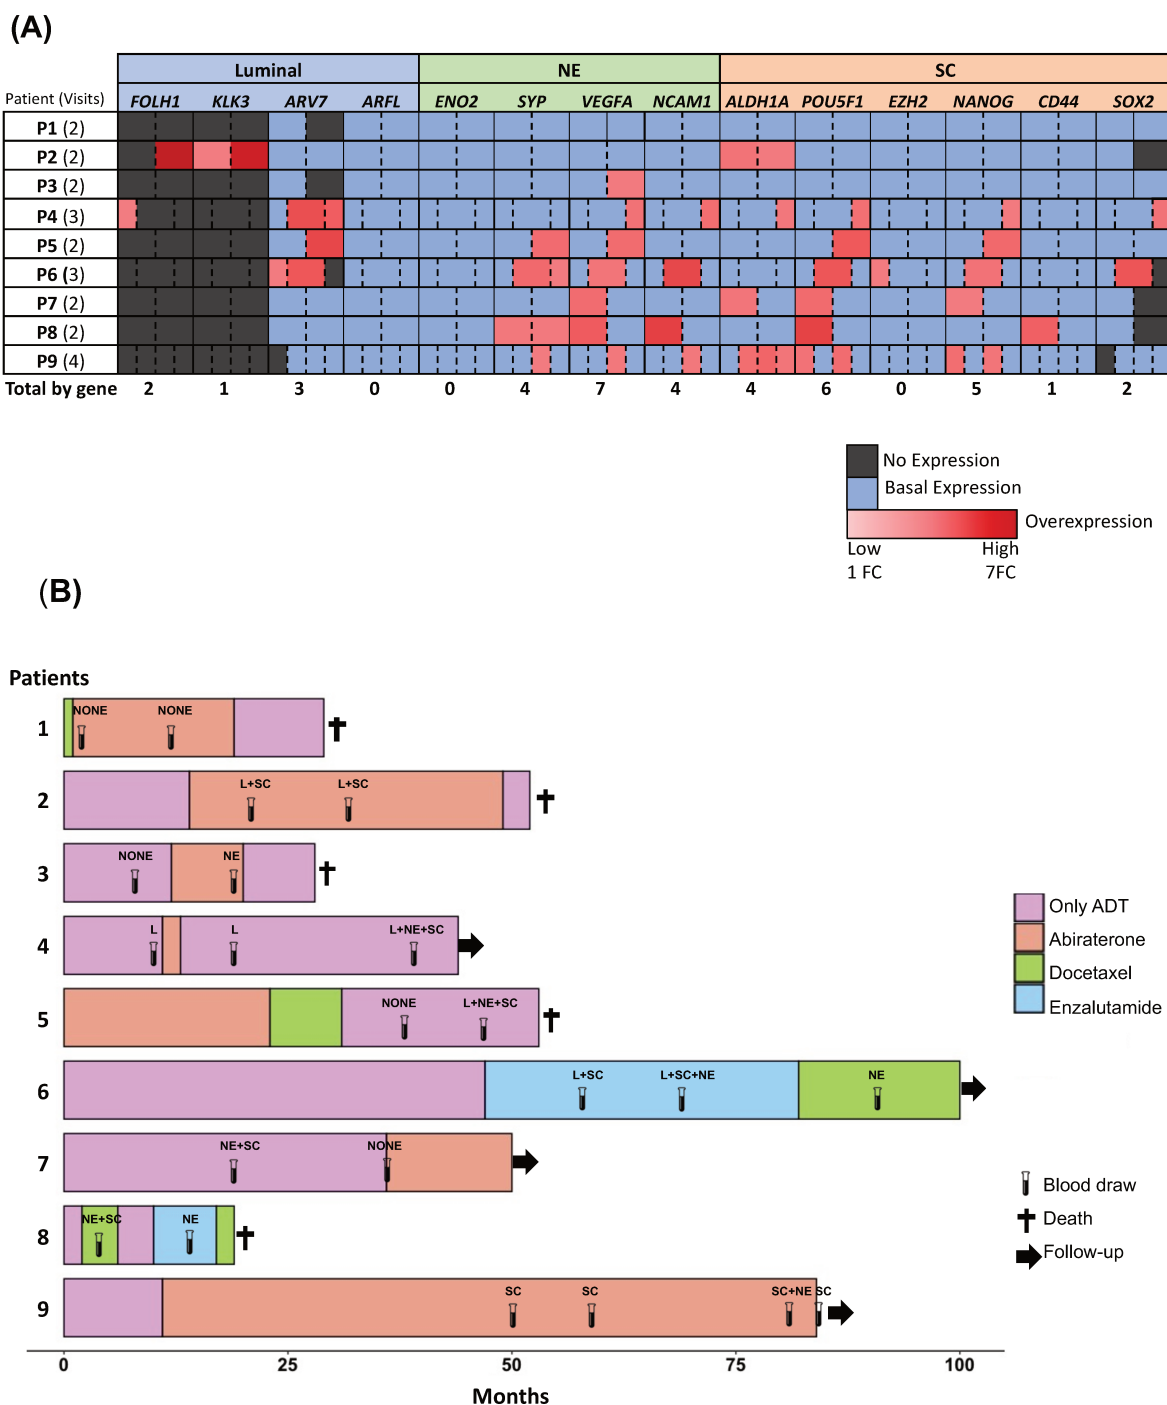 (A)
Luminal NE SC
Patient (Visits) FOLH1 KLK3 ARV7 ARFL ENO2 SYP VEGFA NCAM1 ALDH1A POU5F1 EZH2 NANOG CD44 SOX2
P1 (2)
P2 (2)
P3 (2)
P4 (3)
P5 (2)
P6 (3)
P7 (2)
P8 (2)
P9 (4)
Total by gene 2 1 3 0 0 4 7 4 4 6 0 5 1 2
No Expression
Basal Expression
Overexpression
Low High
1 FC 7FC
(B)
Patients
1 NONE NONE
2 L+SC L+SC
3 NONE NE
4 L L L+NE+SC
5 NONE L+NE+SC
6 L+SC L+SC+NE NE
7 NE+SC NONE
8 NE+SC NE
9 SC SC SC+NE SC
Only ADT
Abiraterone
Docetaxel
Enzalutamide
Blood draw
Death
Follow-up
0 25 50 75 100
Months